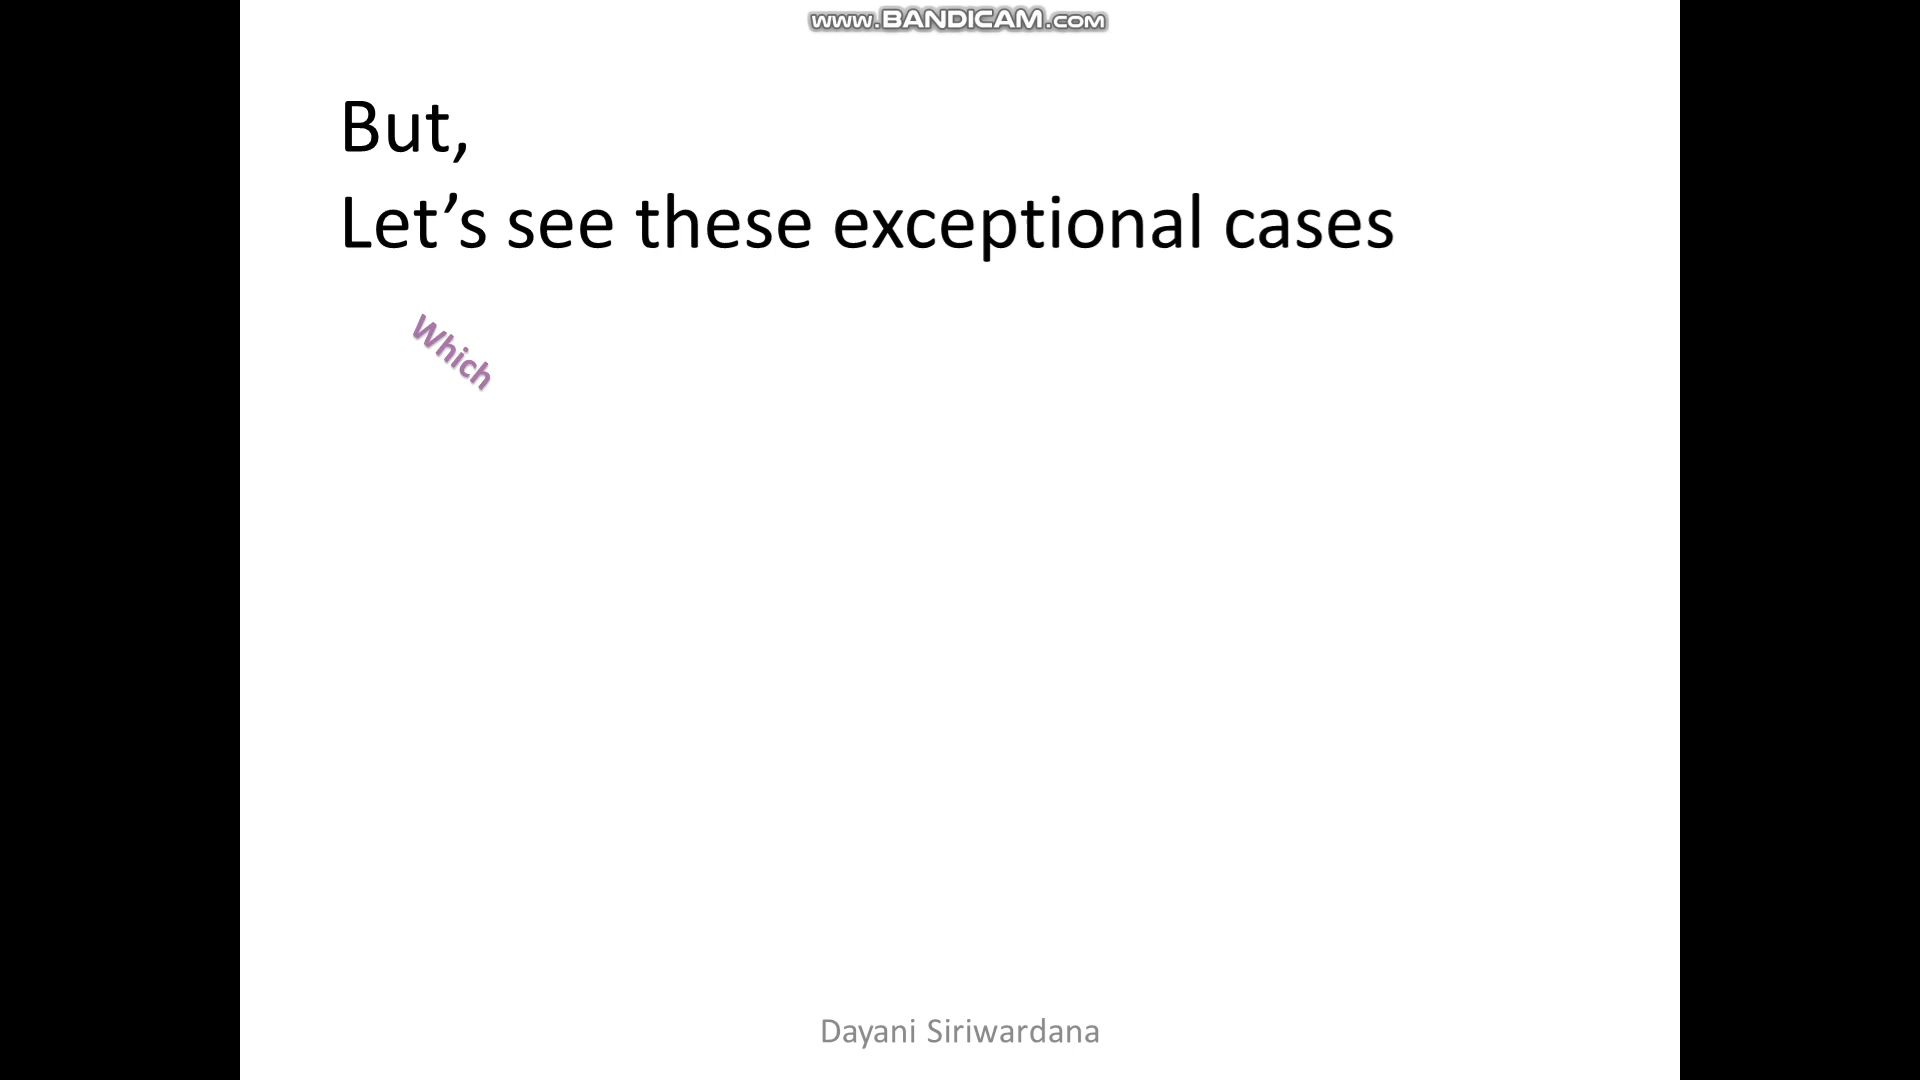 www.BANDICAM.com
But,
Let’s see these exceptional cases
Which
Dayani Siriwardana